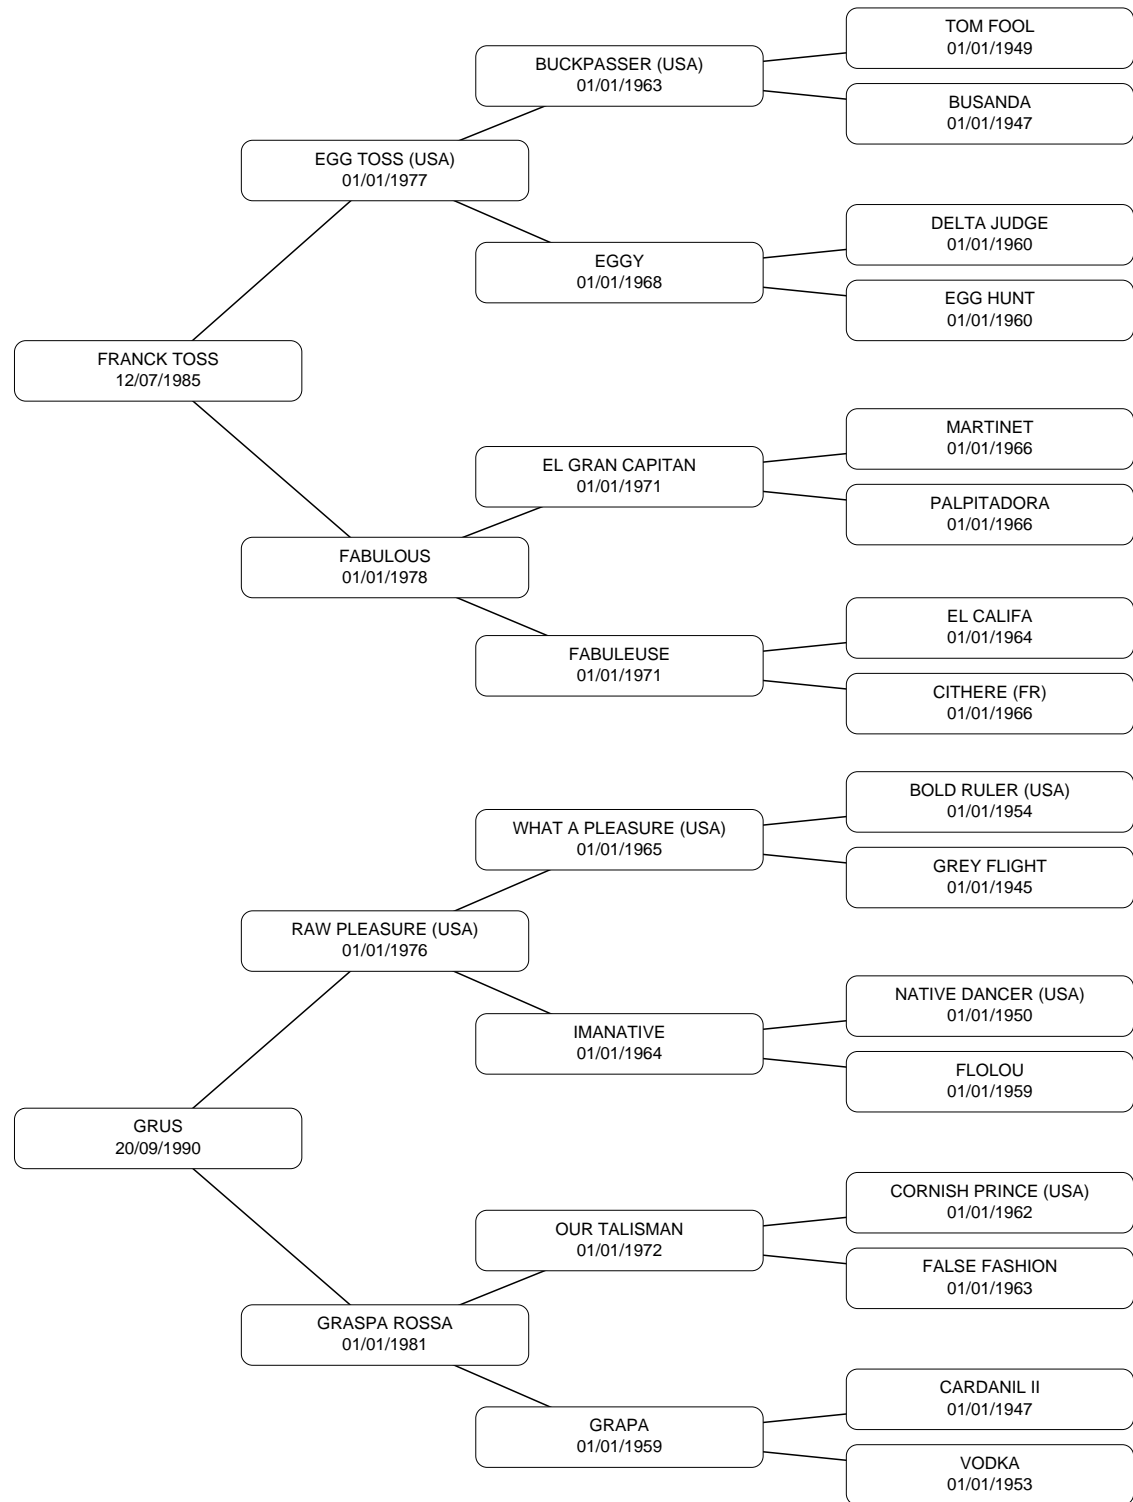 TOM FOOL
01/01/1949
BUCKPASSER (USA)
01/01/1963
BUSANDA
01/01/1947
EGG TOSS (USA)
01/01/1977
DELTA JUDGE
01/01/1960
EGGY
01/01/1968
EGG HUNT
01/01/1960
FRANCK TOSS
12/07/1985
MARTINET
01/01/1966
EL GRAN CAPITAN
01/01/1971
PALPITADORA
01/01/1966
FABULOUS
01/01/1978
EL CALIFA
01/01/1964
FABULEUSE
01/01/1971
CITHERE (FR)
01/01/1966
BOLD RULER (USA)
01/01/1954
WHAT A PLEASURE (USA)
01/01/1965
GREY FLIGHT
01/01/1945
RAW PLEASURE (USA)
01/01/1976
NATIVE DANCER (USA)
01/01/1950
IMANATIVE
01/01/1964
FLOLOU
01/01/1959
GRUS
20/09/1990
CORNISH PRINCE (USA)
01/01/1962
OUR TALISMAN
01/01/1972
FALSE FASHION
01/01/1963
GRASPA ROSSA
01/01/1981
CARDANIL II
01/01/1947
GRAPA
01/01/1959
VODKA
01/01/1953